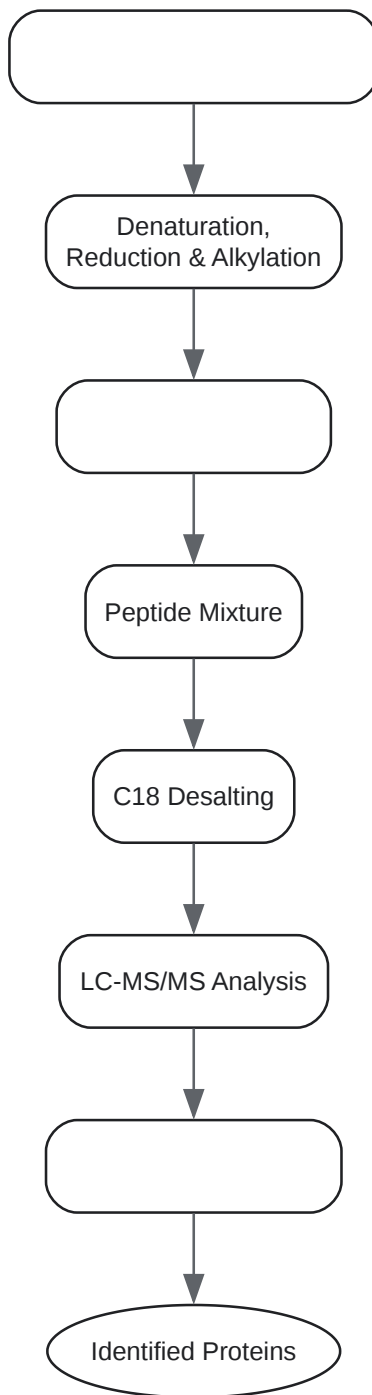 Denaturation,
Reduction & Alkylation
Peptide Mixture
C18 Desalting
LC-MS/MS Analysis
Identified Proteins